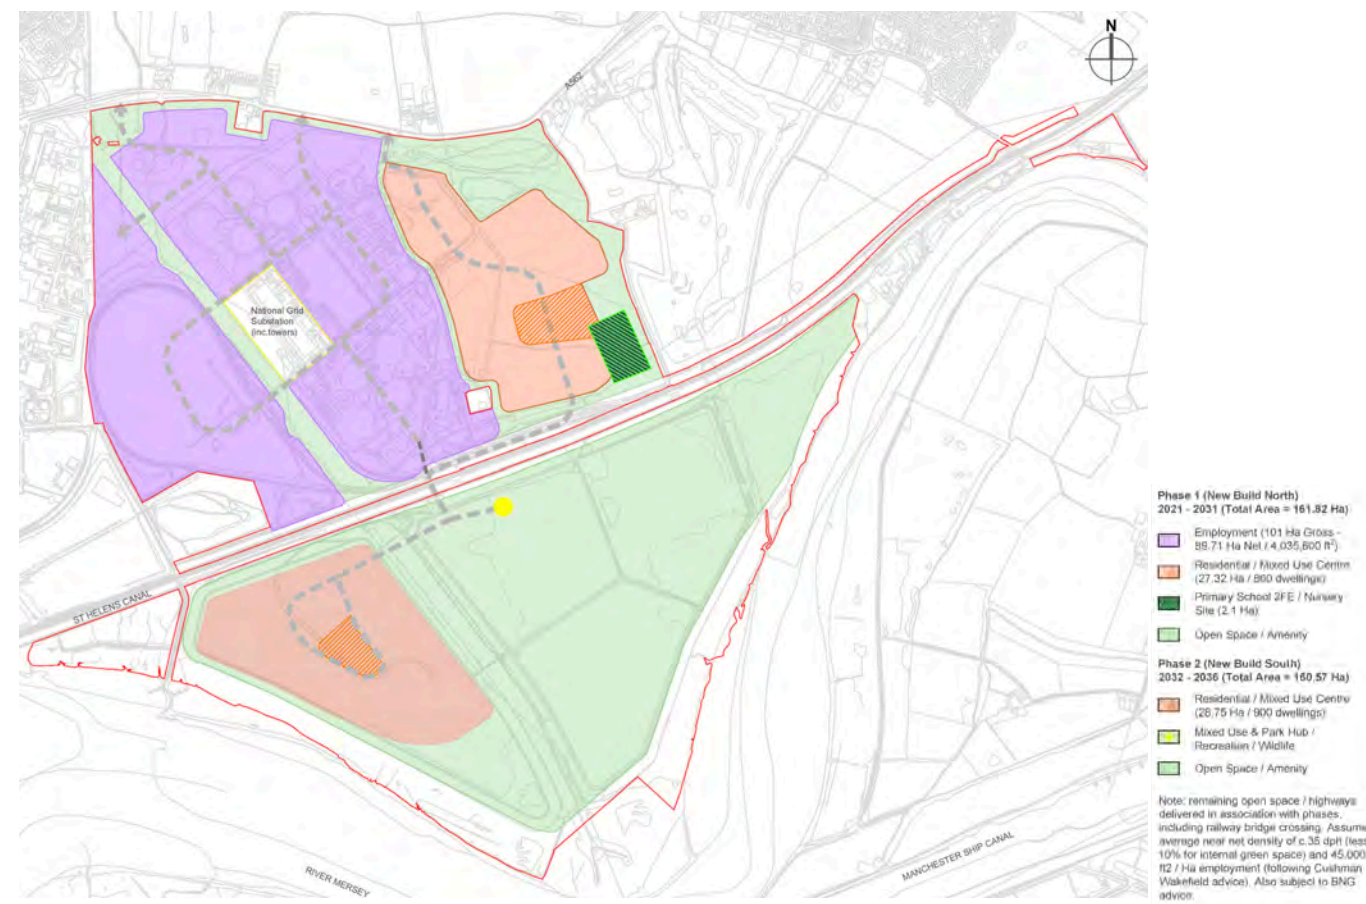 N
A562
National Grid
Substation
(inc.towers)
ST HELENS CANAL
RIVER MERSEY
MANCHESTER SHIP CANAL
Phase 1 (New Build North)
2021 - 2031 (Total Area = 161.82 Ha)
Employment (101 Ha Gross -
89.71 Ha Net / 4,035,600 ft²)
Residential / Mixed Use Centre
(27.32 Ha / 860 dwellings)
Primary School 2FE / Nursery
Site (2.1 Ha)
Open Space / Amenity
Phase 2 (New Build South)
2032 - 2036 (Total Area = 160.57 Ha)
Residential / Mixed Use Centre
(28.75 Ha / 900 dwellings)
Mixed Use & Park Hub /
Recreation / Wildlife
Open Space / Amenity
Note: remaining open space / highways
delivered in association with phases,
including railway bridge crossing. Assume
average near net density of c.35 dph (less
10% for internal green space) and 45,000
ft2 / Ha employment (following Cushman
Wakefield advice). Also subject to BNG
advice.